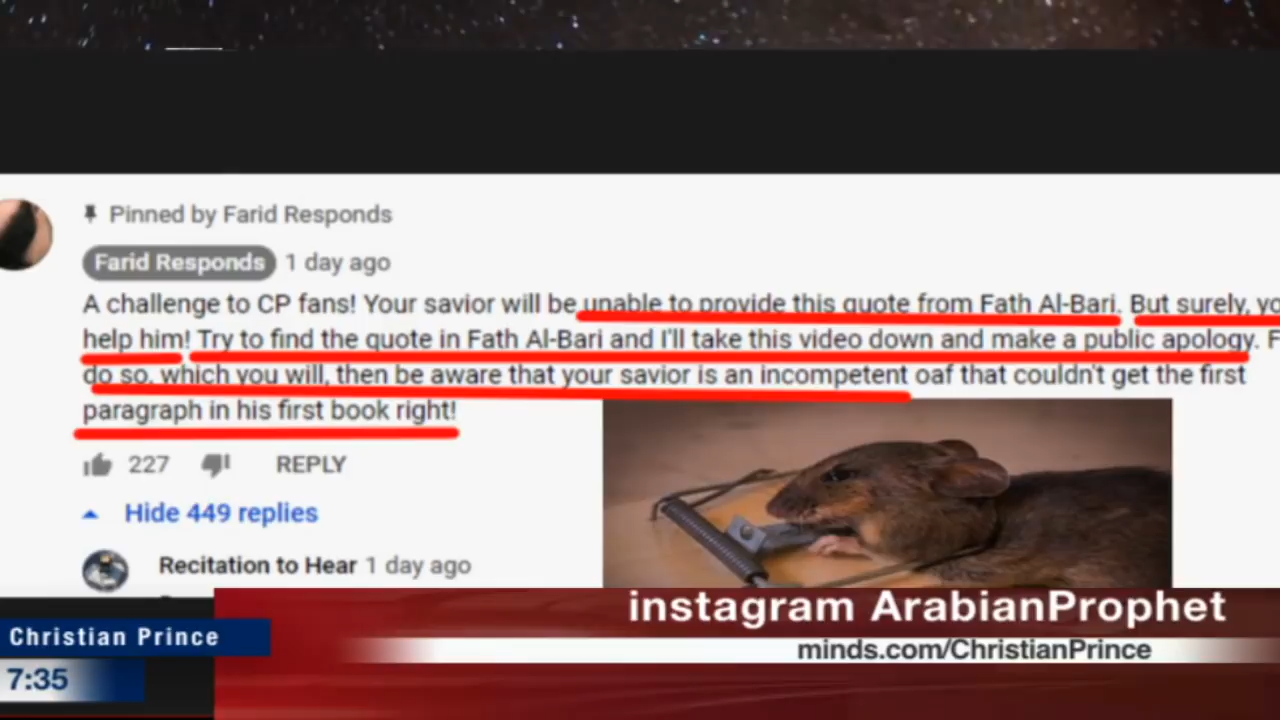 Pinned by Farid Responds
Farid Responds 1 day ago
A challenge to CP fans! Your savior will be unable to provide this quote from Fath Al-Bari. But surely,
help him! Try to find the quote in Fath Al-Bari and I'll take this video down and make a public apology.
do so, which you will, then be aware that your savior is an incompetent oaf that couldn't get the first
paragraph in his first book right!
227 REPLY
Hide 449 replies
Recitation to Hear 1 day ago
instagram ArabianProphet
Christian Prince
minds.com/ChristianPrince
7:35